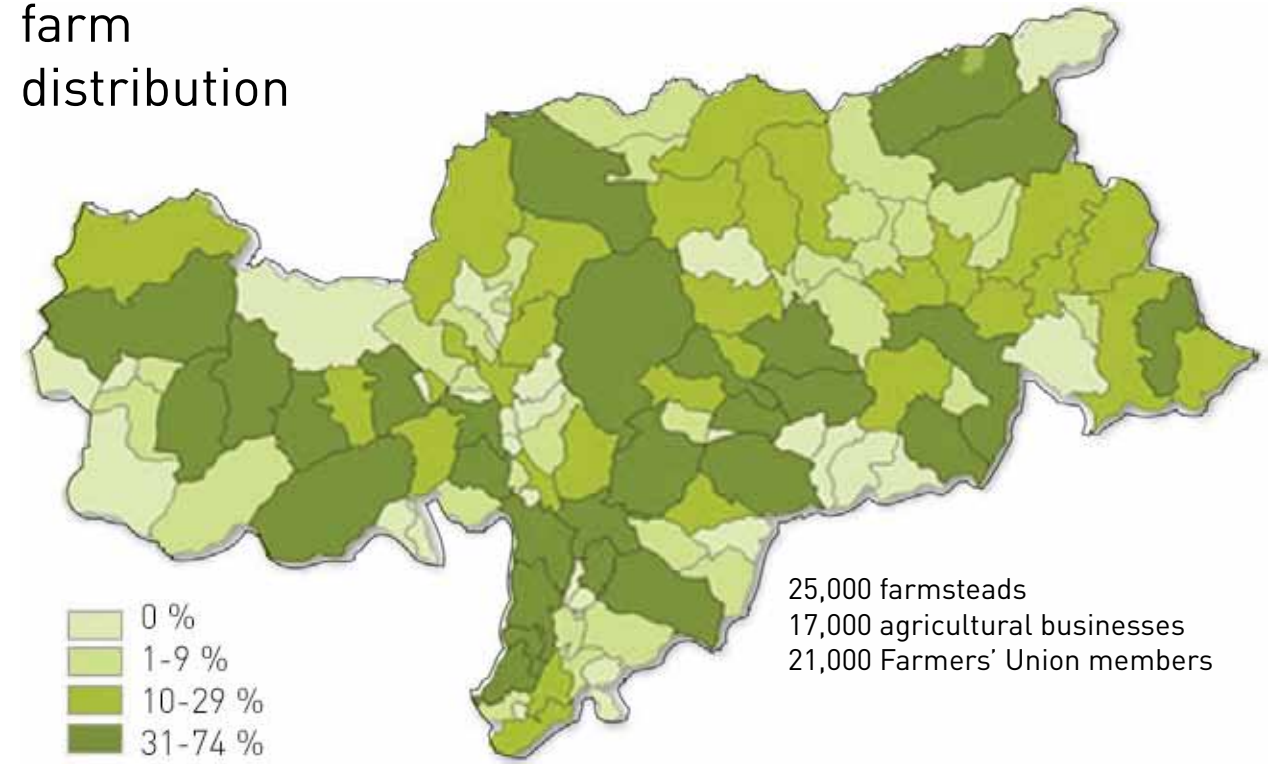 farm
distribution
25,000 farmsteads
17,000 agricultural businesses
21,000 Farmers’ Union members
0 %
1-9 %
10-29 %
31-74 %